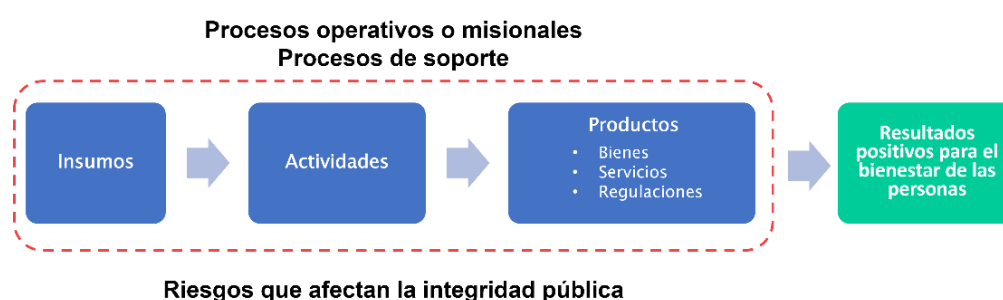 Procesos operativos o misionales
Procesos de soporte
Insumos
Actividades
Productos
• Bienes
• Servicios
• Regulaciones
Resultados
positivos para el
bienestar de las
personas
Riesgos que afectan la integridad pública